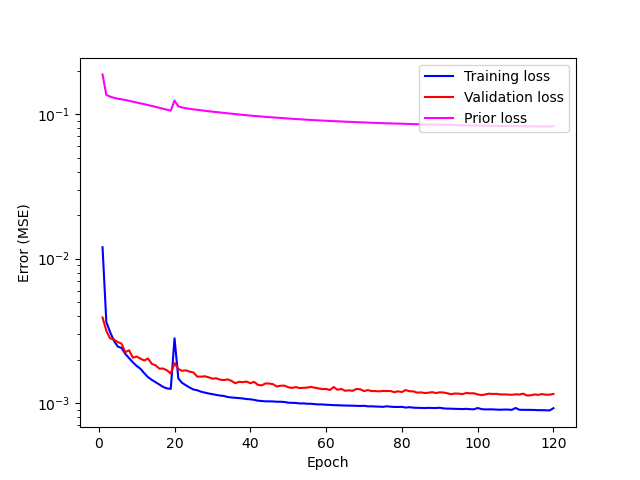 Training loss
Validation loss
Prior loss
10⁻¹
10⁻²
10⁻³
Error (MSE)
0 20 40 60 80 100 120
Epoch